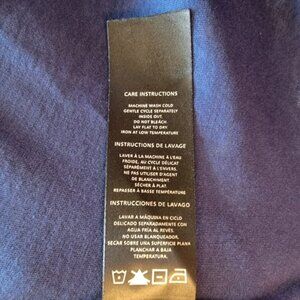 CARE INSTRUCTIONS
MACHINE WASH COLD
GENTLE CYCLE SEPARATELY
INSIDE OUT.
DO NOT BLEACH
LAY FLAT TO DRY
IRON AT LOW TEMPERATURE
INSTRUCTIONS DE LAVAGE
LAVER À LA MACHINE À L'EAU
FROIDE, AU CYCLE DÉLICAT
SÉPARÉMENT À L'ENVERS.
NE PAS UTILISER D'AGENT
DE BLANCHIMENT
SÉCHER À PLAT.
REPASSER À BASSE TEMPÉRATURE
INSTRUCCIONES DE LAVAGO
LAVAR A MÁQUINA EN CICLO
DELICADO SEPARADAMENTE CON
AGUA FRIA AL REVÉS.
NO USAR BLANQUEADOR,
SECAR SOBRE UNA SUPERFICIE PLANA
PLANCHAR A BAJA
TEMPERATURA.